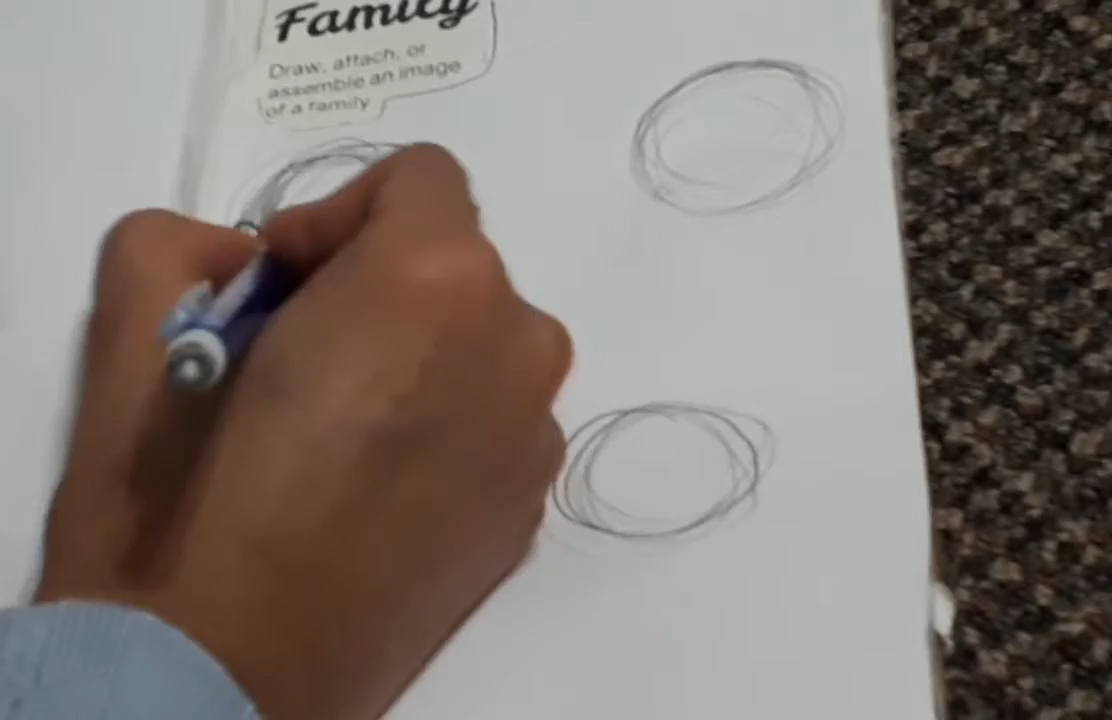 Family
Draw, attach, or
assemble an image
of a family